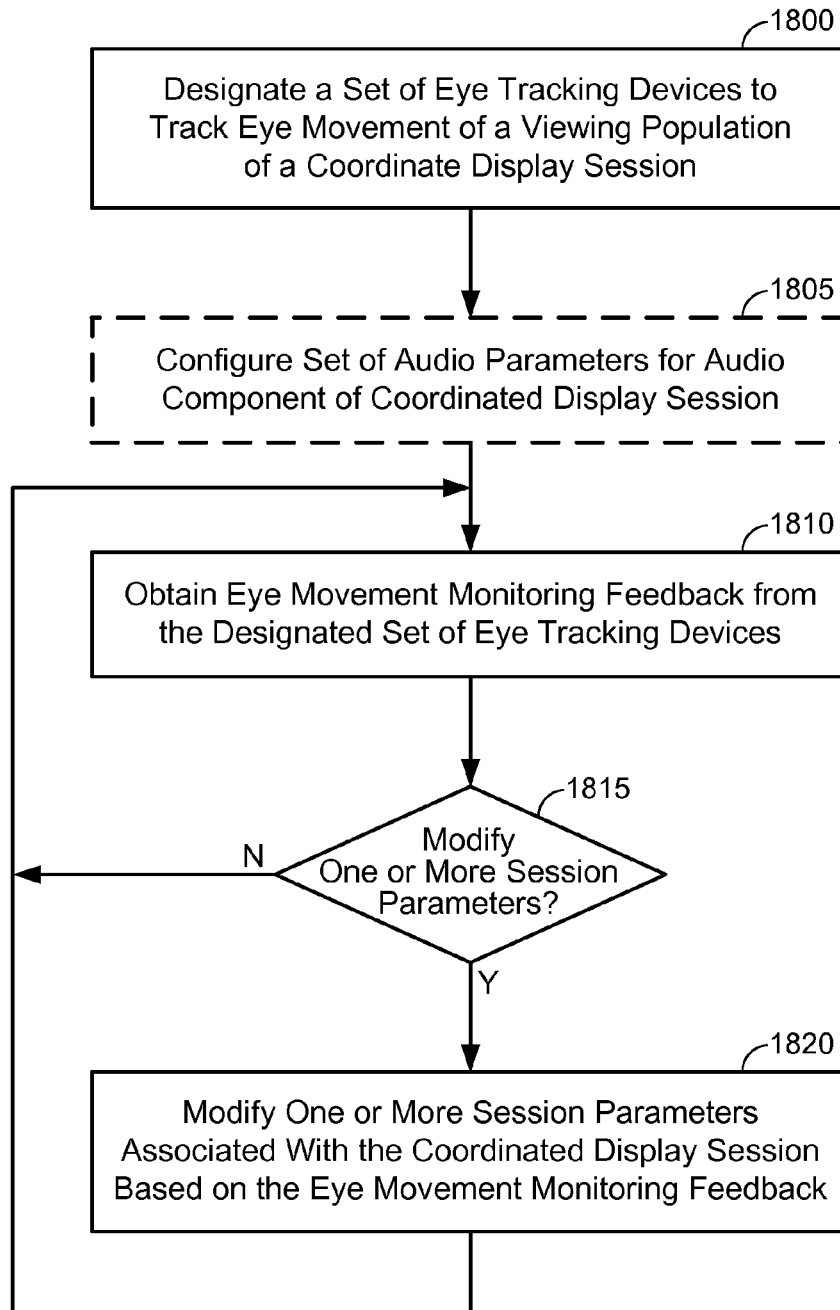 1800
Designate a Set of Eye Tracking Devices to
Track Eye Movement of a Viewing Population
of a Coordinate Display Session
1805
Configure Set of Audio Parameters for Audio
Component of Coordinated Display Session
1810
Obtain Eye Movement Monitoring Feedback from
the Designated Set of Eye Tracking Devices
1815
Modify
One or More Session
Parameters?
N
Y
1820
Modify One or More Session Parameters
Associated With the Coordinated Display Session
Based on the Eye Movement Monitoring Feedback